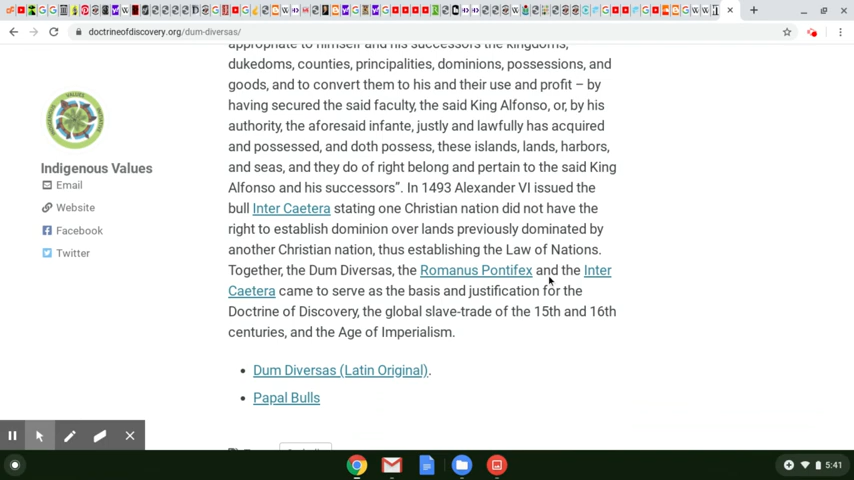 doctrineofdiscovery.org/dum-diversas/
appropriate to himself and his successors the kingdoms,
dukedoms, counties, principalities, dominions, possessions, and
goods, and to convert them to his and their use and profit – by
having secured the said faculty, the said King Alfonso, or, by his
authority, the aforesaid infante, justly and lawfully has acquired
and possessed, and doth possess, these islands, lands, harbors,
and seas, and they do of right belong and pertain to the said King
Alfonso and his successors”. In 1493 Alexander VI issued the
bull Inter Caetera stating one Christian nation did not have the
right to establish dominion over lands previously dominated by
another Christian nation, thus establishing the Law of Nations.
Together, the Dum Diversas, the Romanus Pontifex and the Inter
Caetera came to serve as the basis and justification for the
Doctrine of Discovery, the global slave-trade of the 15th and 16th
centuries, and the Age of Imperialism.
• Dum Diversas (Latin Original).
• Papal Bulls
VALUES
Indigenous Values
Email
Website
Facebook
Twitter
5:41